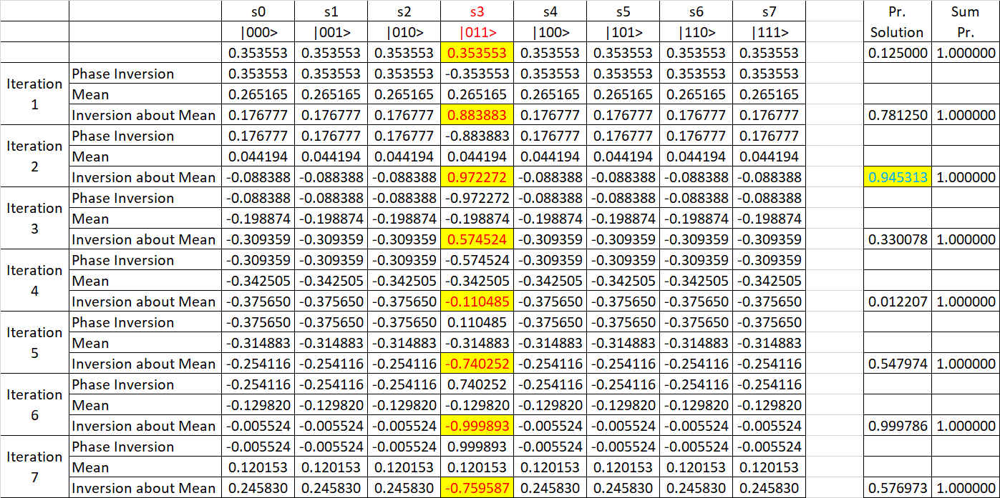 s0 s1 s2 s3 s4 s5 s6 s7 Pr. Sum
|000> |001> |010> |011> |100> |101> |110> |111> Solution Pr.
0.353553 0.353553 0.353553 0.353553 0.353553 0.353553 0.353553 0.353553 0.125000 1.000000
Iteration 1
Phase Inversion 0.353553 0.353553 0.353553 -0.353553 0.353553 0.353553 0.353553 0.353553
Mean 0.265165 0.265165 0.265165 0.265165 0.265165 0.265165 0.265165 0.265165
Inversion about Mean 0.176777 0.176777 0.176777 0.883883 0.176777 0.176777 0.176777 0.176777 0.781250 1.000000
Iteration 2
Phase Inversion 0.176777 0.176777 0.176777 -0.883883 0.176777 0.176777 0.176777 0.176777
Mean 0.044194 0.044194 0.044194 0.044194 0.044194 0.044194 0.044194 0.044194
Inversion about Mean -0.088388 -0.088388 -0.088388 0.972272 -0.088388 -0.088388 -0.088388 -0.088388 0.945313 1.000000
Iteration 3
Phase Inversion -0.088388 -0.088388 -0.088388 -0.972272 -0.088388 -0.088388 -0.088388 -0.088388
Mean -0.198874 -0.198874 -0.198874 -0.198874 -0.198874 -0.198874 -0.198874 -0.198874
Inversion about Mean -0.309359 -0.309359 -0.309359 0.574524 -0.309359 -0.309359 -0.309359 -0.309359 0.330078 1.000000
Iteration 4
Phase Inversion -0.309359 -0.309359 -0.309359 -0.574524 -0.309359 -0.309359 -0.309359 -0.309359
Mean -0.342505 -0.342505 -0.342505 -0.342505 -0.342505 -0.342505 -0.342505 -0.342505
Inversion about Mean -0.375650 -0.375650 -0.375650 -0.110485 -0.375650 -0.375650 -0.375650 -0.375650 0.012207 1.000000
Iteration 5
Phase Inversion -0.375650 -0.375650 -0.375650 0.110485 -0.375650 -0.375650 -0.375650 -0.375650
Mean -0.314883 -0.314883 -0.314883 -0.314883 -0.314883 -0.314883 -0.314883 -0.314883
Inversion about Mean -0.254116 -0.254116 -0.254116 -0.740252 -0.254116 -0.254116 -0.254116 -0.254116 0.547974 1.000000
Iteration 6
Phase Inversion -0.254116 -0.254116 -0.254116 0.740252 -0.254116 -0.254116 -0.254116 -0.254116
Mean -0.129820 -0.129820 -0.129820 -0.129820 -0.129820 -0.129820 -0.129820 -0.129820
Inversion about Mean -0.005524 -0.005524 -0.005524 -0.999893 -0.005524 -0.005524 -0.005524 -0.005524 0.999786 1.000000
Iteration 7
Phase Inversion -0.005524 -0.005524 -0.005524 0.999893 -0.005524 -0.005524 -0.005524 -0.005524
Mean 0.120153 0.120153 0.120153 0.120153 0.120153 0.120153 0.120153 0.120153
Inversion about Mean 0.245830 0.245830 0.245830 -0.759587 0.245830 0.245830 0.245830 0.245830 0.576973 1.000000